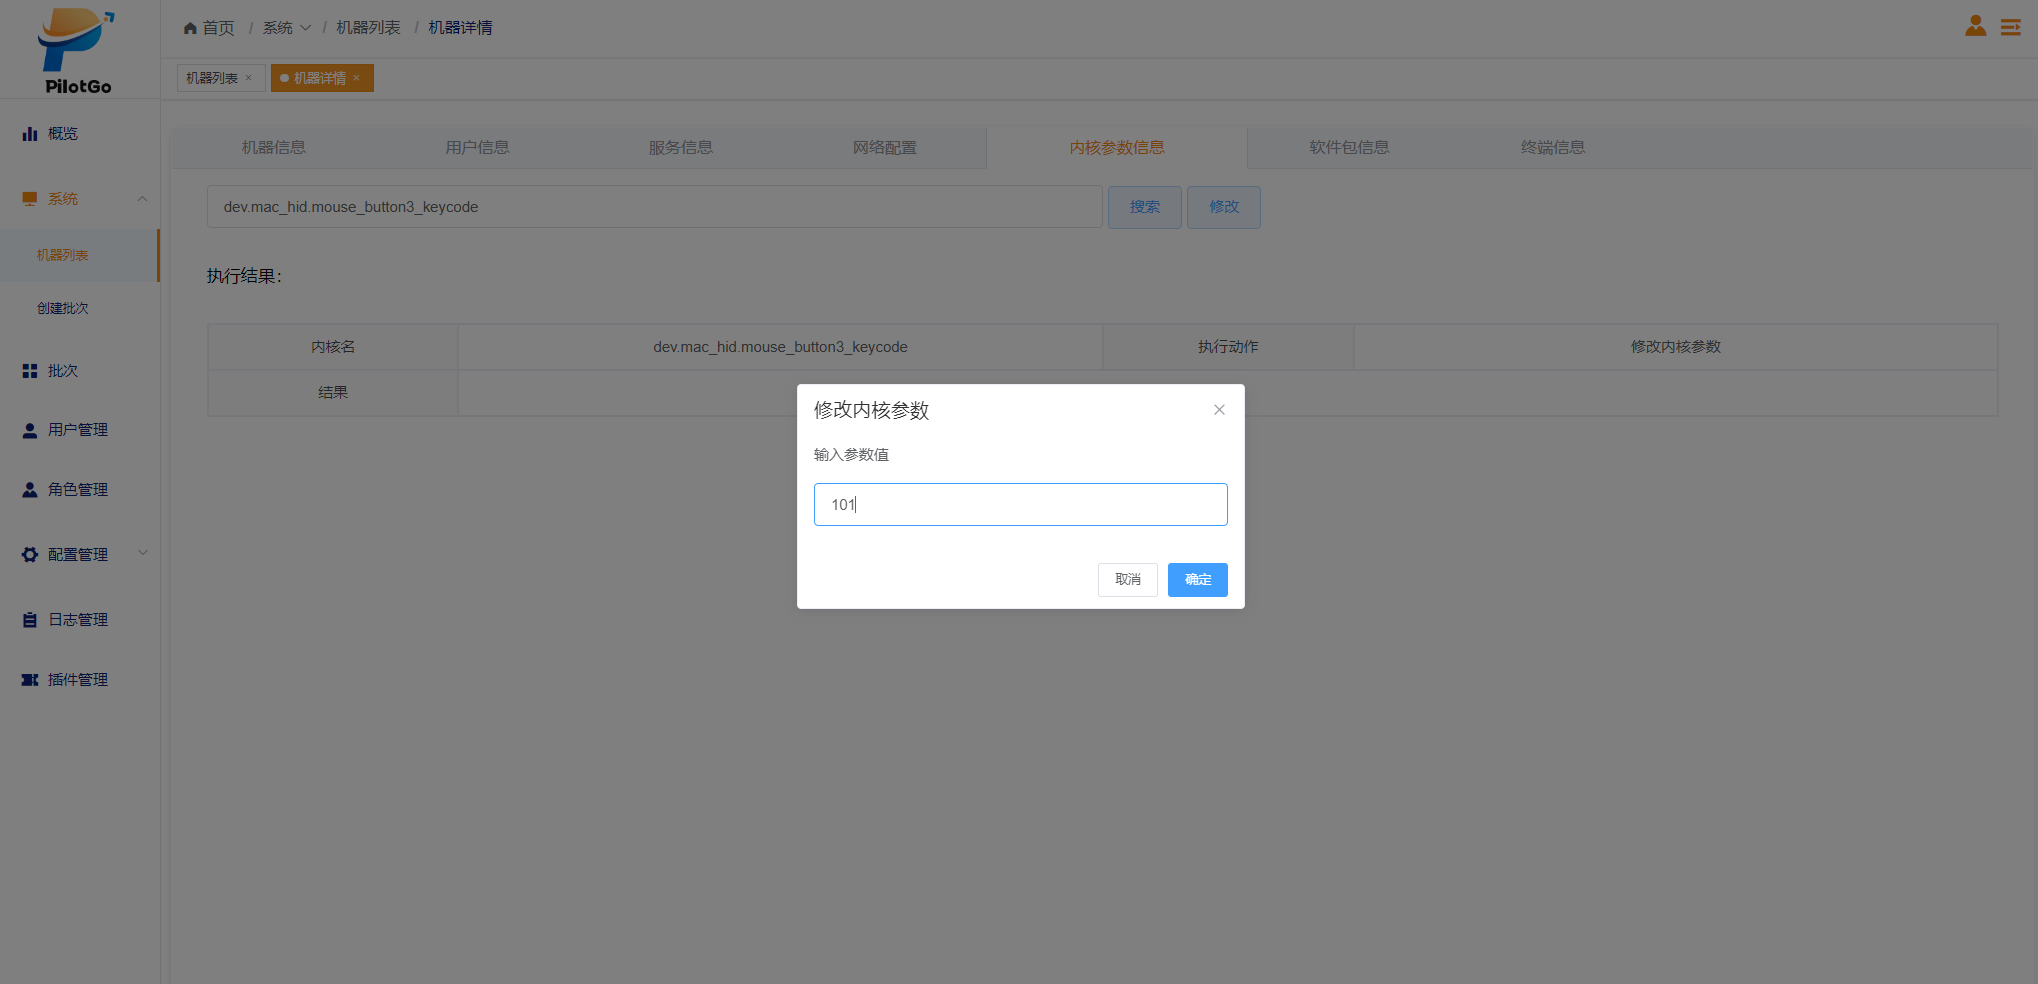 PilotGo
首页 / 系统 / 机器列表 / 机器详情
机器列表 × 机器详情 ×
概览
系统
机器列表
创建批次
批次
用户管理
角色管理
配置管理
日志管理
插件管理
机器信息 用户信息 服务信息 网络配置 内核参数信息 软件包信息 终端信息
dev.mac_hid.mouse_button3_keycode 搜索 修改
执行结果:
内核名 dev.mac_hid.mouse_button3_keycode 执行动作 修改内核参数
结果
修改内核参数
输入参数值
101
取消 确定